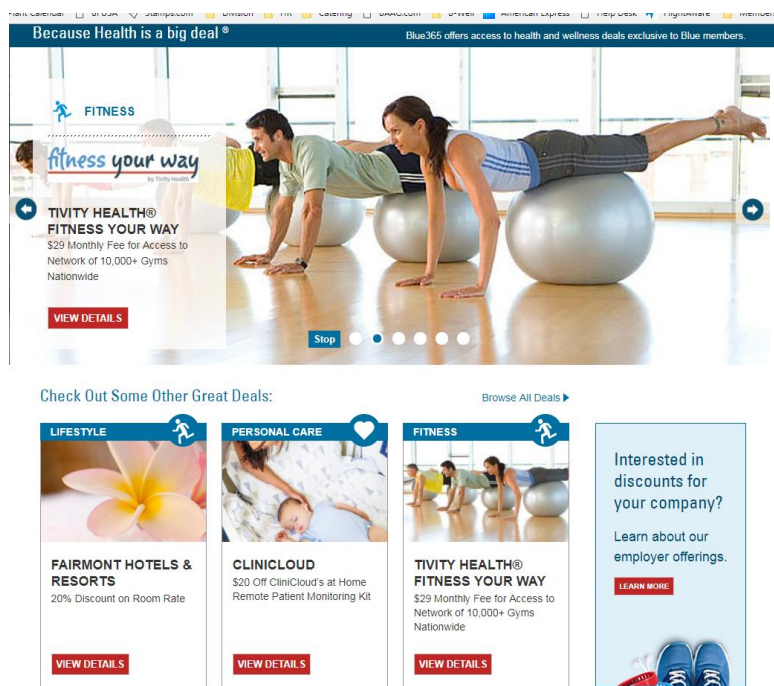 Because Health is a big deal ®
Blue365 offers access to health and wellness deals exclusive to Blue members.
FITNESS
fitness your way
by Tivity Health
TIVITY HEALTH®
FITNESS YOUR WAY
$29 Monthly Fee for Access to
Network of 10,000+ Gyms
Nationwide
VIEW DETAILS
Stop
Check Out Some Other Great Deals:
Browse All Deals
LIFESTYLE
FAIRMONT HOTELS &
RESORTS
20% Discount on Room Rate
VIEW DETAILS
PERSONAL CARE
CLINICLOUD
$20 Off CliniCloud's at Home
Remote Patient Monitoring Kit
VIEW DETAILS
FITNESS
TIVITY HEALTH®
FITNESS YOUR WAY
$29 Monthly Fee for Access to
Network of 10,000+ Gyms
Nationwide
VIEW DETAILS
Interested in
discounts for
your company?
Learn about our
employer offerings.
LEARN MORE